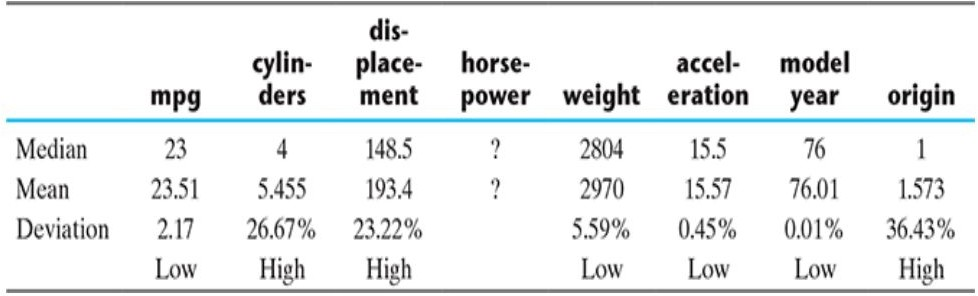 mpg cylin-ders dis-place-ment horse-power weight accel-eration model year origin
Median 23 4 148.5 ? 2804 15.5 76 1
Mean 23.51 5.455 193.4 ? 2970 15.57 76.01 1.573
Deviation 2.17 26.67% 23.22% 5.59% 0.45% 0.01% 36.43%
Low High High Low Low Low High